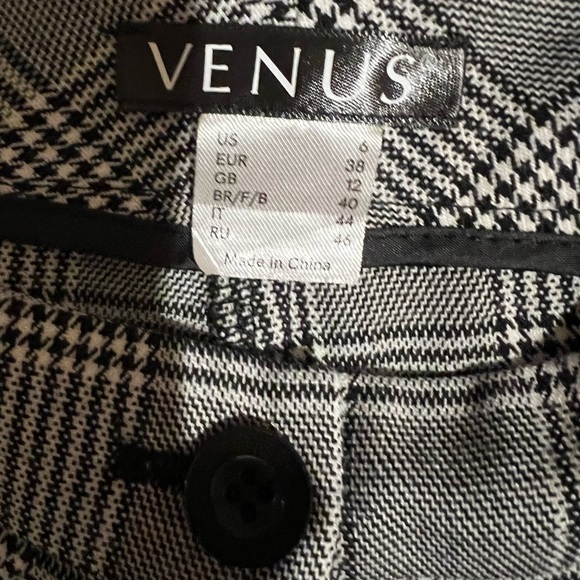 VENUS
US 6
EUR 38
GB 12
BR/F/B 40
IT 44
RU 46
Made in China